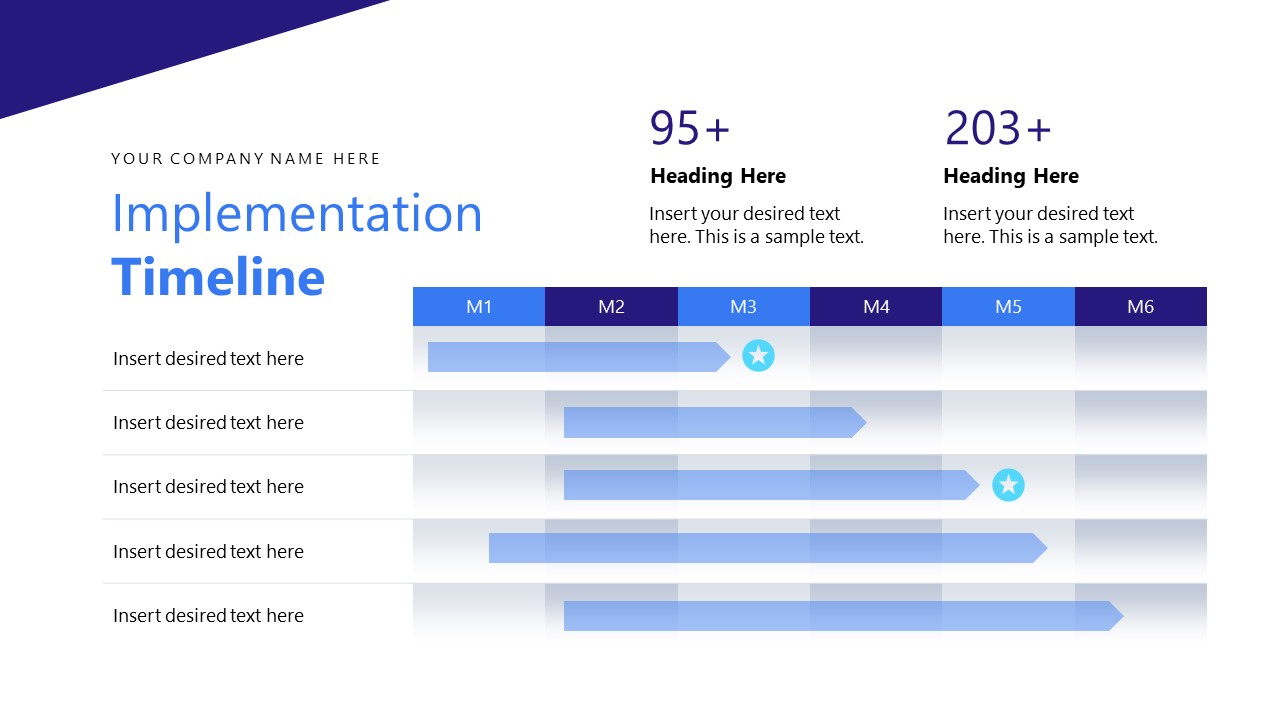 YOUR COMPANY NAME HERE
Implementation
Timeline
95+
Heading Here
Insert your desired text
here. This is a sample text.
203+
Heading Here
Insert your desired text
here. This is a sample text.
M1 M2 M3 M4 M5 M6
Insert desired text here
Insert desired text here
Insert desired text here
Insert desired text here
Insert desired text here